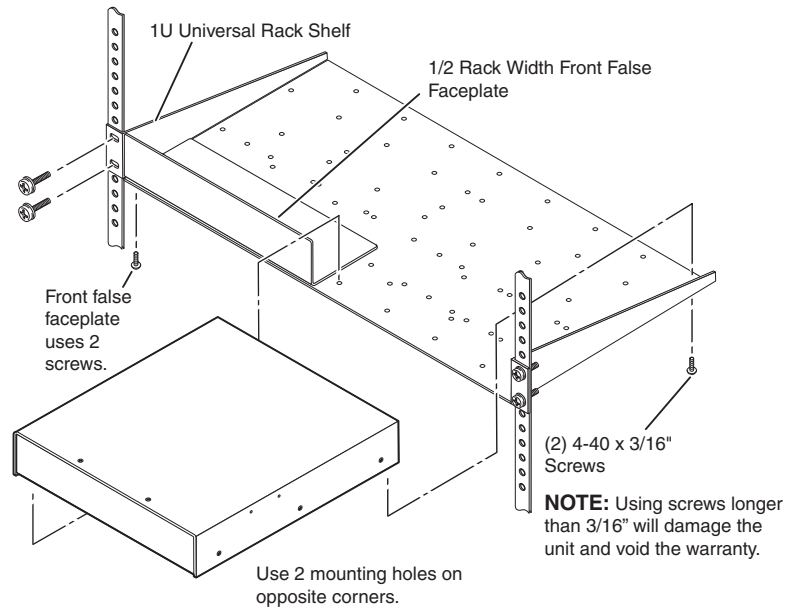 1U Universal Rack Shelf
1/2 Rack Width Front False
Faceplate
Front false
faceplate
uses 2
screws.
(2) 4-40 x 3/16"
Screws
NOTE: Using screws longer
than 3/16” will damage the
unit and void the warranty.
Use 2 mounting holes on
opposite corners.